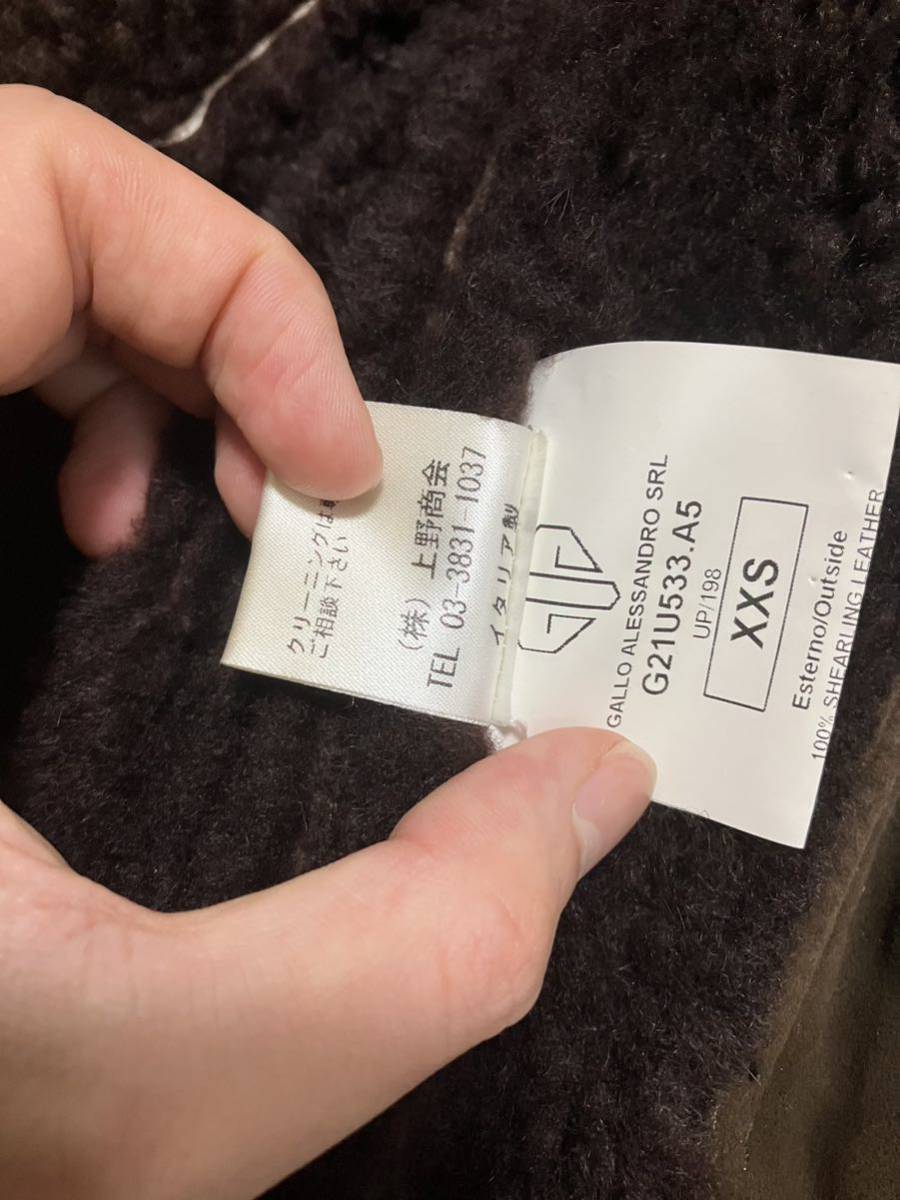 クリーニングは
ご相談下さい
(株) 上野商会
TEL 03-3831-1037
イタリア製
GALLO ALESSANDRO SRL
G21U533.A5
UP/198
XXS
Esterno/Outside
100% SHEARLING LEATHER